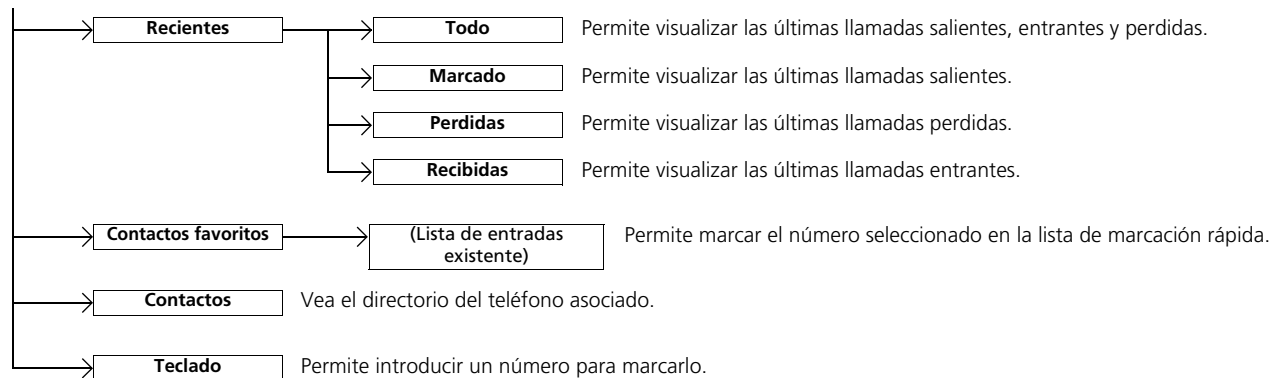 Recientes
Todo
Permite visualizar las últimas llamadas salientes, entrantes y perdidas.
Marcado
Permite visualizar las últimas llamadas salientes.
Perdidas
Permite visualizar las últimas llamadas perdidas.
Recibidas
Permite visualizar las últimas llamadas entrantes.
Contactos favoritos
(Lista de entradas
existente)
Permite marcar el número seleccionado en la lista de marcación rápida.
Contactos
Vea el directorio del teléfono asociado.
Teclado
Permite introducir un número para marcarlo.